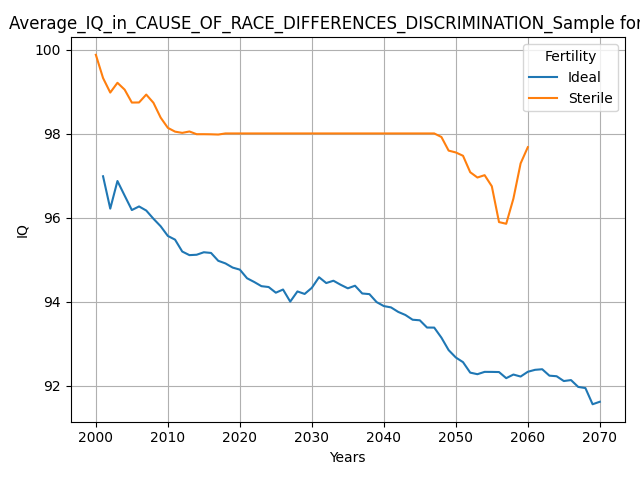 Average_IQ_in_CAUSE_OF_RACE_DIFFERENCES_DISCRIMINATION_Sample for
Fertility
Ideal
Sterile
100
98
96
94
92
IQ
2000 2010 2020 2030 2040 2050 2060 2070
Years